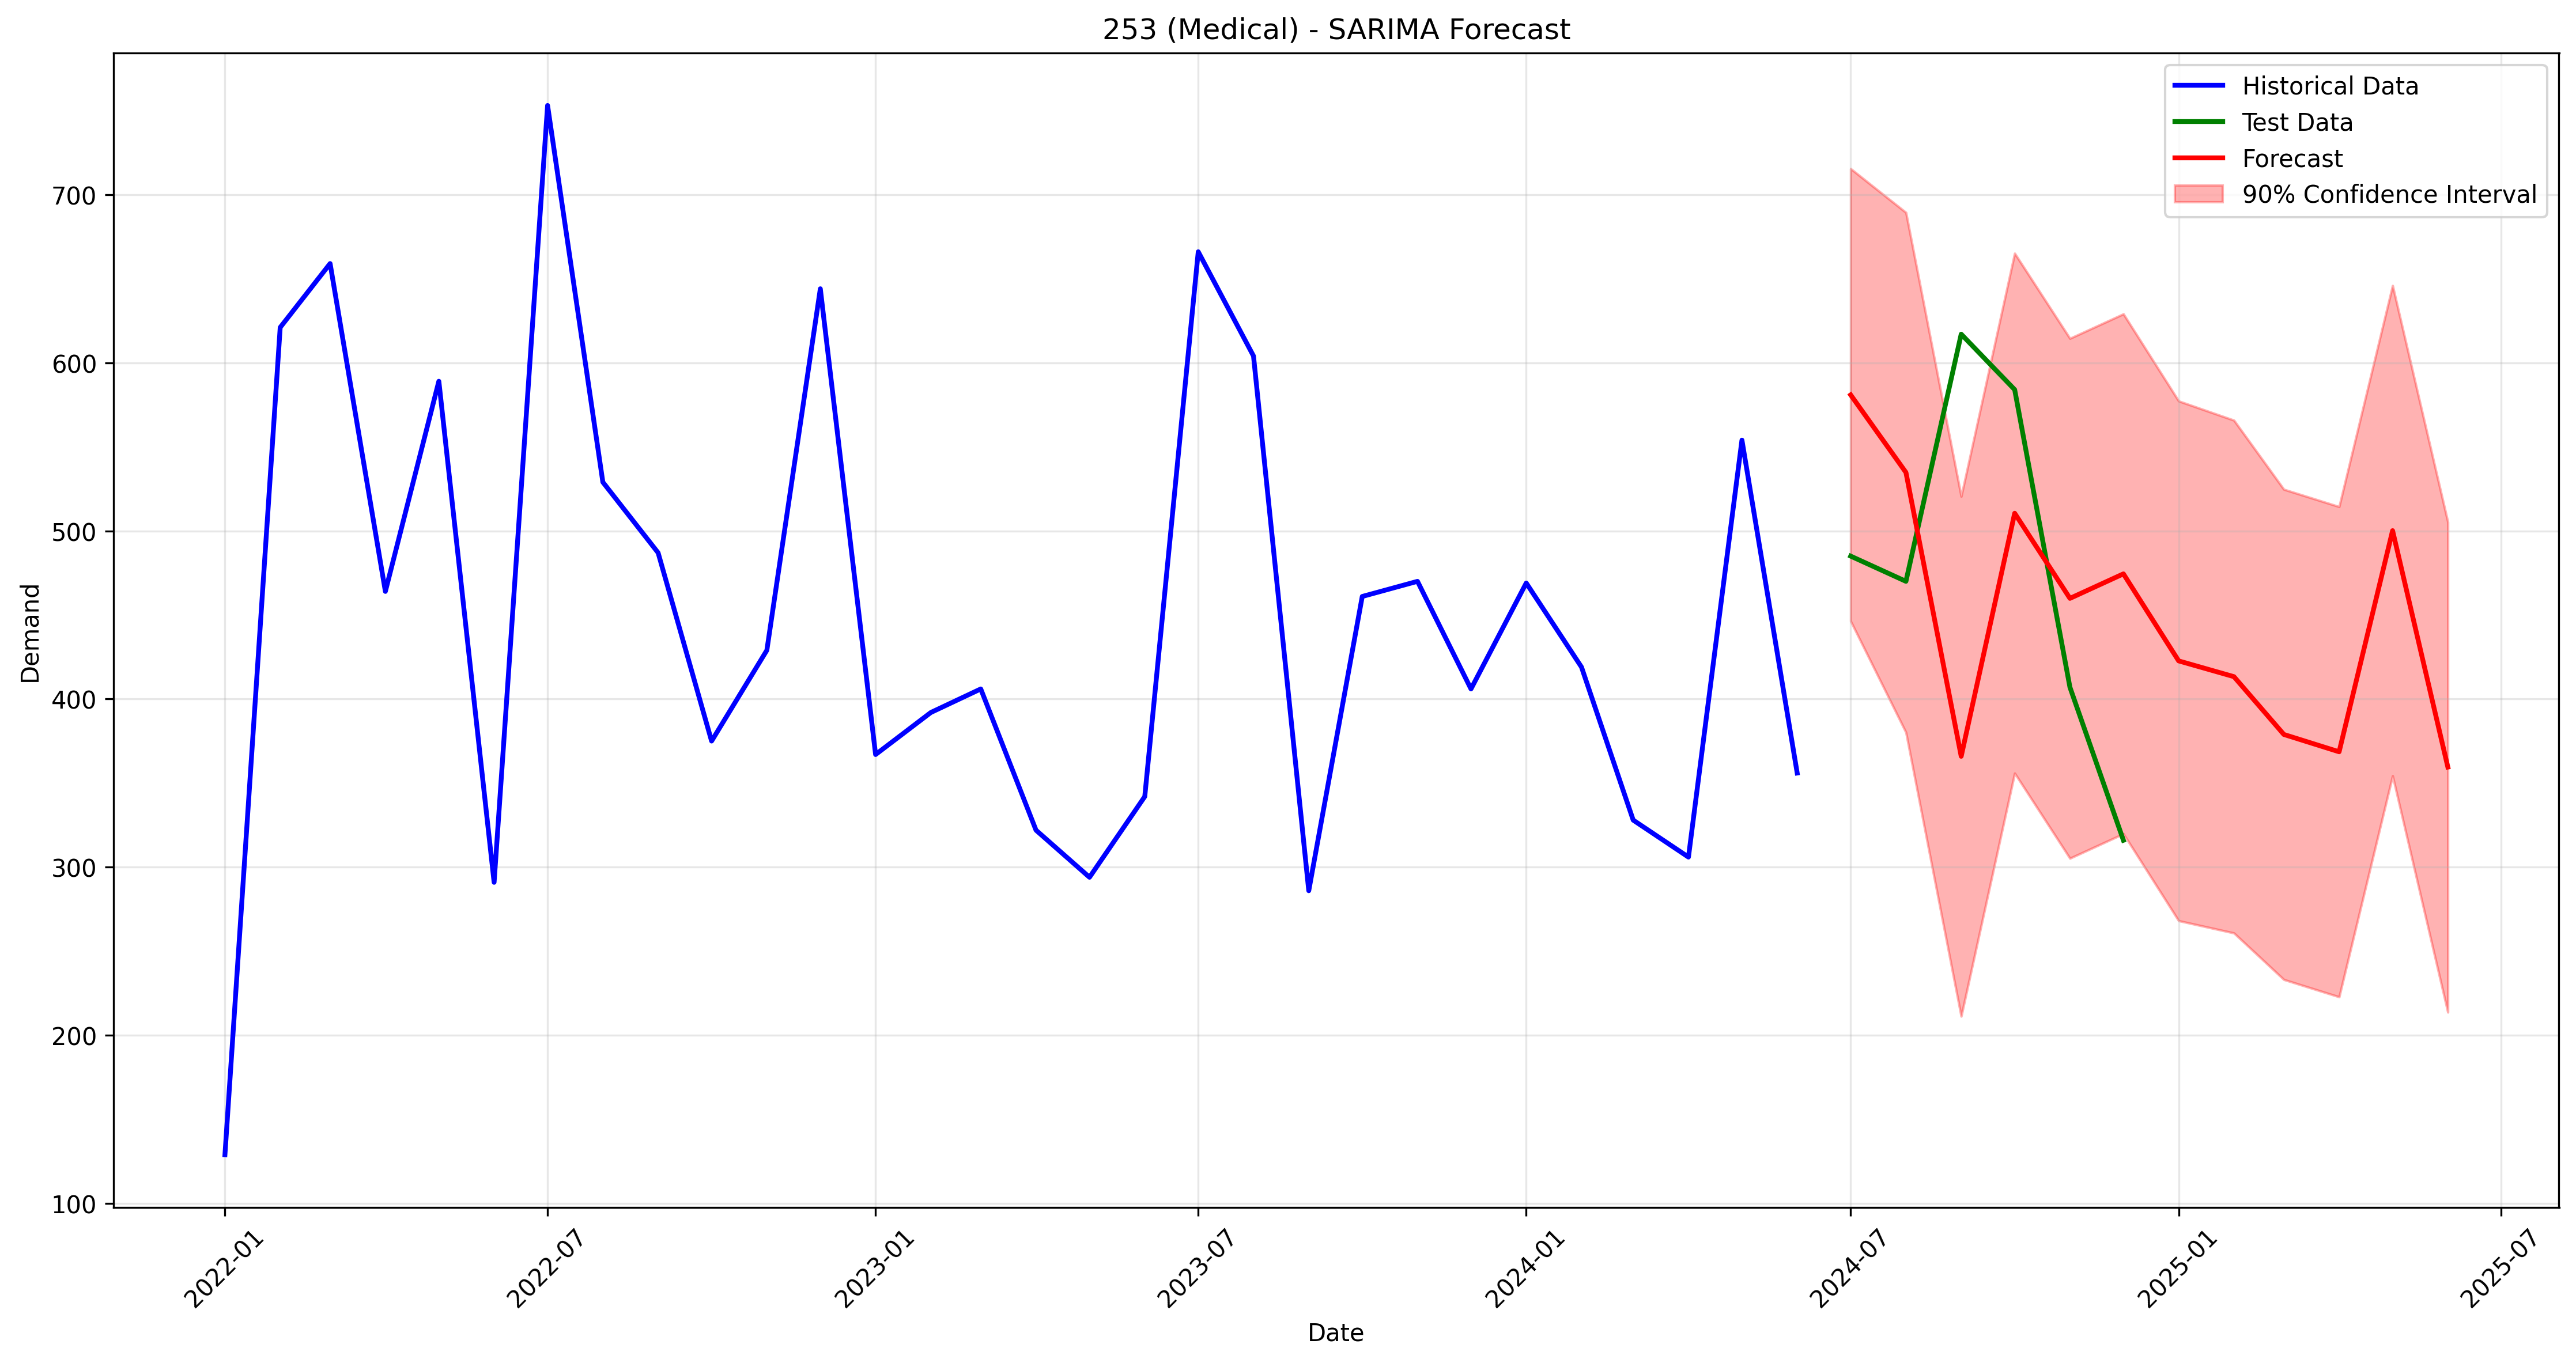 253 (Medical) - SARIMA Forecast
Historical Data
Test Data
Forecast
90% Confidence Interval
Demand
700
600
500
400
300
200
100
2022-01
2022-07
2023-01
2023-07
2024-01
2024-07
2025-01
2025-07
Date